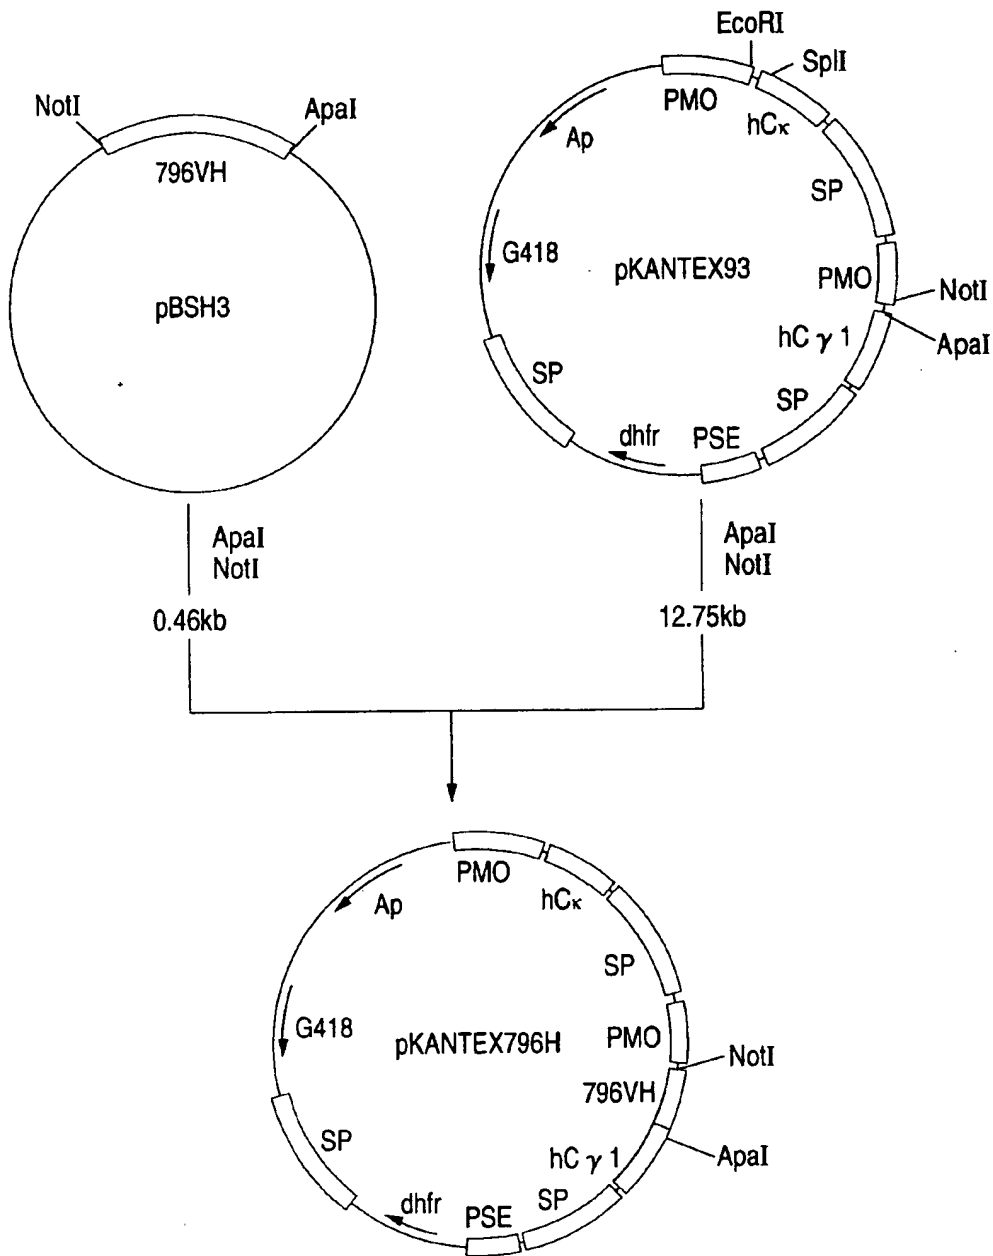 EcoRI
SplI
NotI
ApaI
PMO
hCκ
796VH
Ap
SP
G418
pBSH3
pKANTEX93
PMO
NotI
hC γ 1
ApaI
SP
SP
dhfr
PSE
ApaI
NotI
0.46kb
ApaI
NotI
12.75kb
PMO
hCκ
Ap
SP
G418
pKANTEX796H
PMO
NotI
796VH
SP
hC γ 1
ApaI
dhfr
PSE
SP